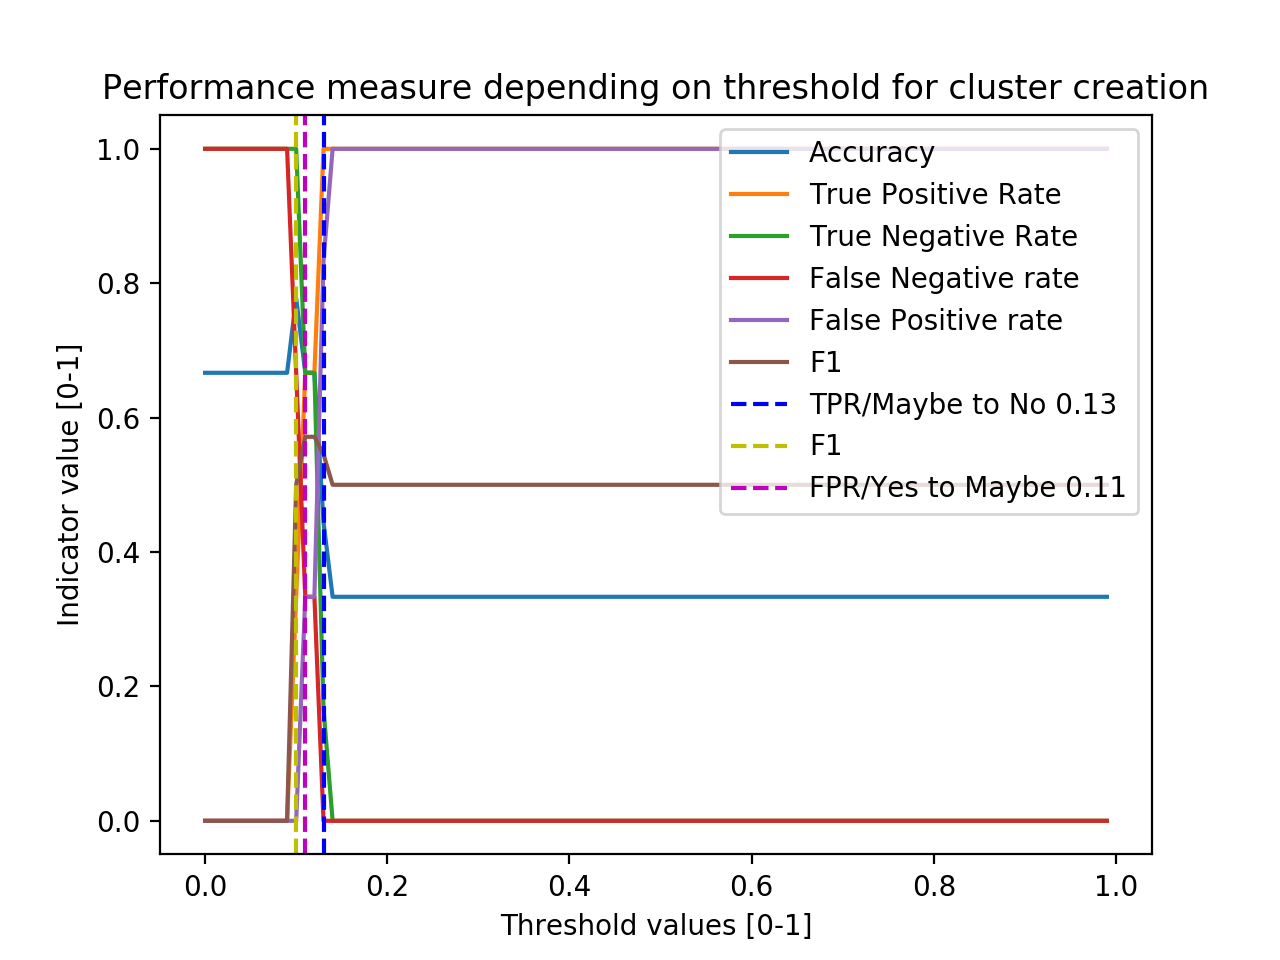 Performance measure depending on threshold for cluster creation
Indicator value [0-1]
1.0
0.8
0.6
0.4
0.2
0.0
Accuracy
True Positive Rate
True Negative Rate
False Negative rate
False Positive rate
F1
TPR/Maybe to No 0.13
F1
FPR/Yes to Maybe 0.11
0.0 0.2 0.4 0.6 0.8 1.0
Threshold values [0-1]